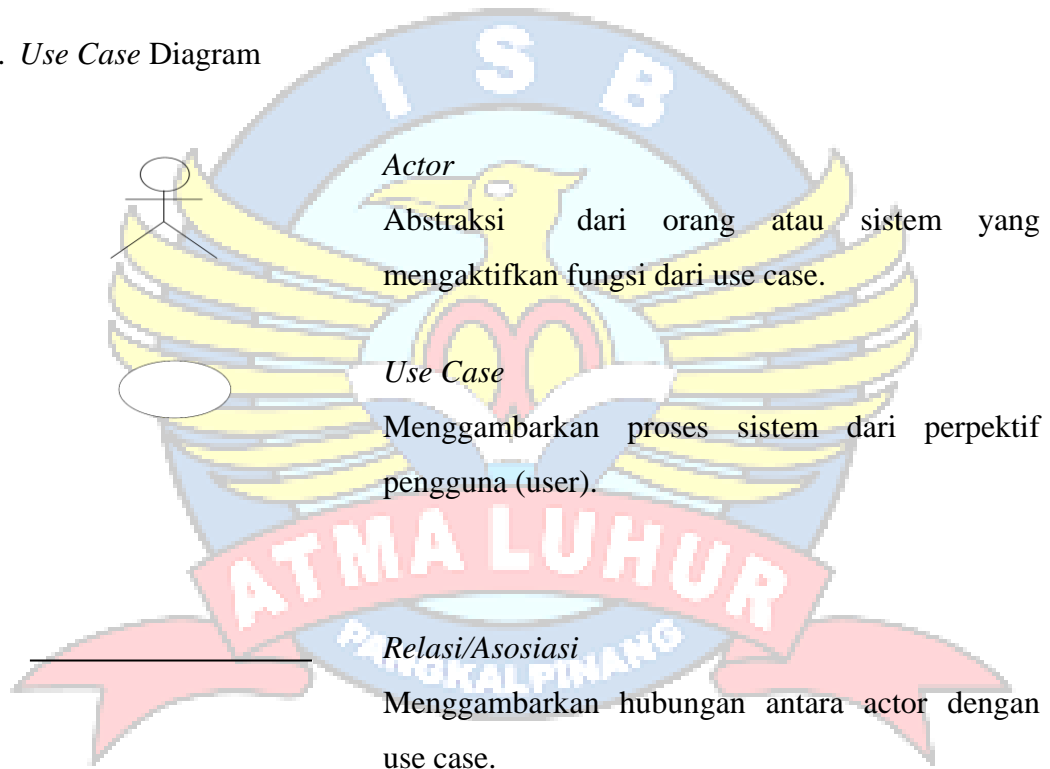 . Use Case Diagram
I S B
Actor
Abstraksi dari orang atau sistem yang
mengaktifkan fungsi dari use case.
Use Case
Menggambarkan proses sistem dari perpektif
pengguna (user).
ATMA LUHUR
PANGKALPINANG
Relasi/Asosiasi
Menggambarkan hubungan antara actor dengan
use case.